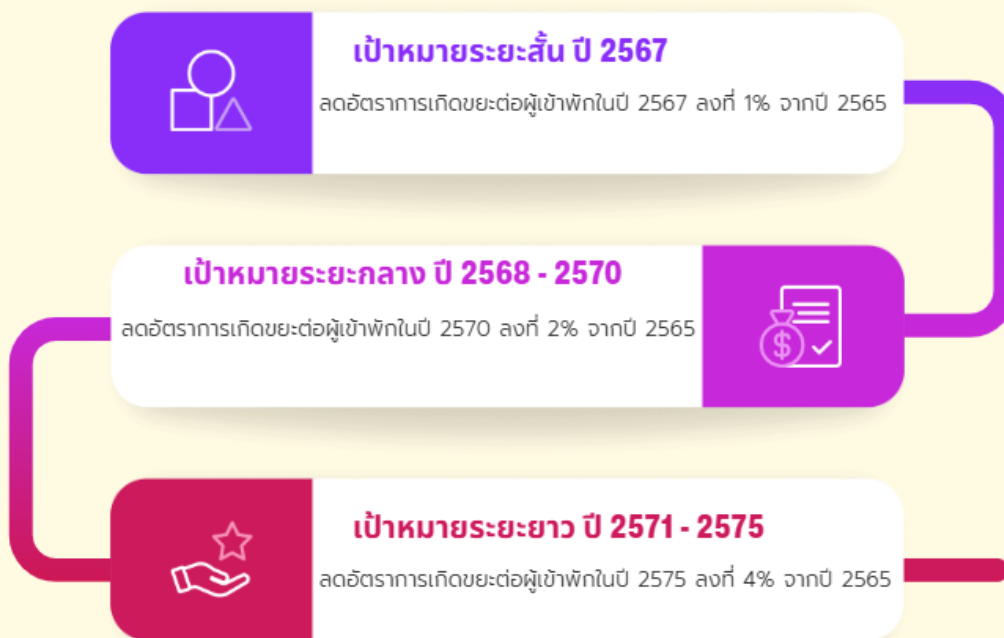 เป้าหมายระยะสั้น ปี 2567
ลดอัตราการเกิดขยะต่อผู้เข้าพักในปี 2567 ลงที่ 1% จากปี 2565
เป้าหมายระยะกลาง ปี 2568 - 2570
ลดอัตราการเกิดขยะต่อผู้เข้าพักในปี 2570 ลงที่ 2% จากปี 2565
$
เป้าหมายระยะยาว ปี 2571 - 2575
ลดอัตราการเกิดขยะต่อผู้เข้าพักในปี 2575 ลงที่ 4% จากปี 2565